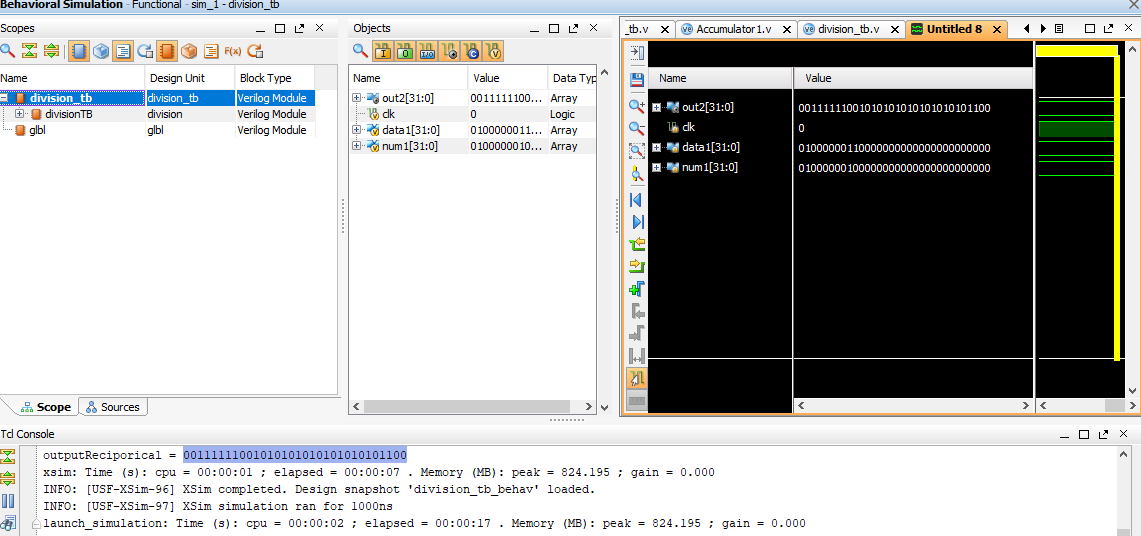 Behavioral Simulation - Functional - sim_1 - division_tb
Scopes
Name Design Unit Block Type
division_tb division_tb Verilog Module
divisionTB division Verilog Module
glbl glbl Verilog Module
Scope Sources
Objects
Name Value Data Typ
out2[31:0] 0011111100... Array
clk 0 Logic
data1[31:0] 0100000011... Array
num1[31:0] 0100000010... Array
_tb.v Accumulator1.v division_tb.v Untitled 8
Name Value
out2[31:0] 00111111001010101010101010101100
clk 0
data1[31:0] 01000000110000000000000000000000
num1[31:0] 01000000100000000000000000000000
Tcl Console
outputReciporical = 00111111001010101010101010101100
xsim: Time (s): cpu = 00:00:01 ; elapsed = 00:00:07 . Memory (MB): peak = 824.195 ; gain = 0.000
INFO: [USF-XSim-96] XSim completed. Design snapshot 'division_tb_behav' loaded.
INFO: [USF-XSim-97] XSim simulation ran for 1000ns
launch_simulation: Time (s): cpu = 00:00:02 ; elapsed = 00:00:17 . Memory (MB): peak = 824.195 ; gain = 0.000